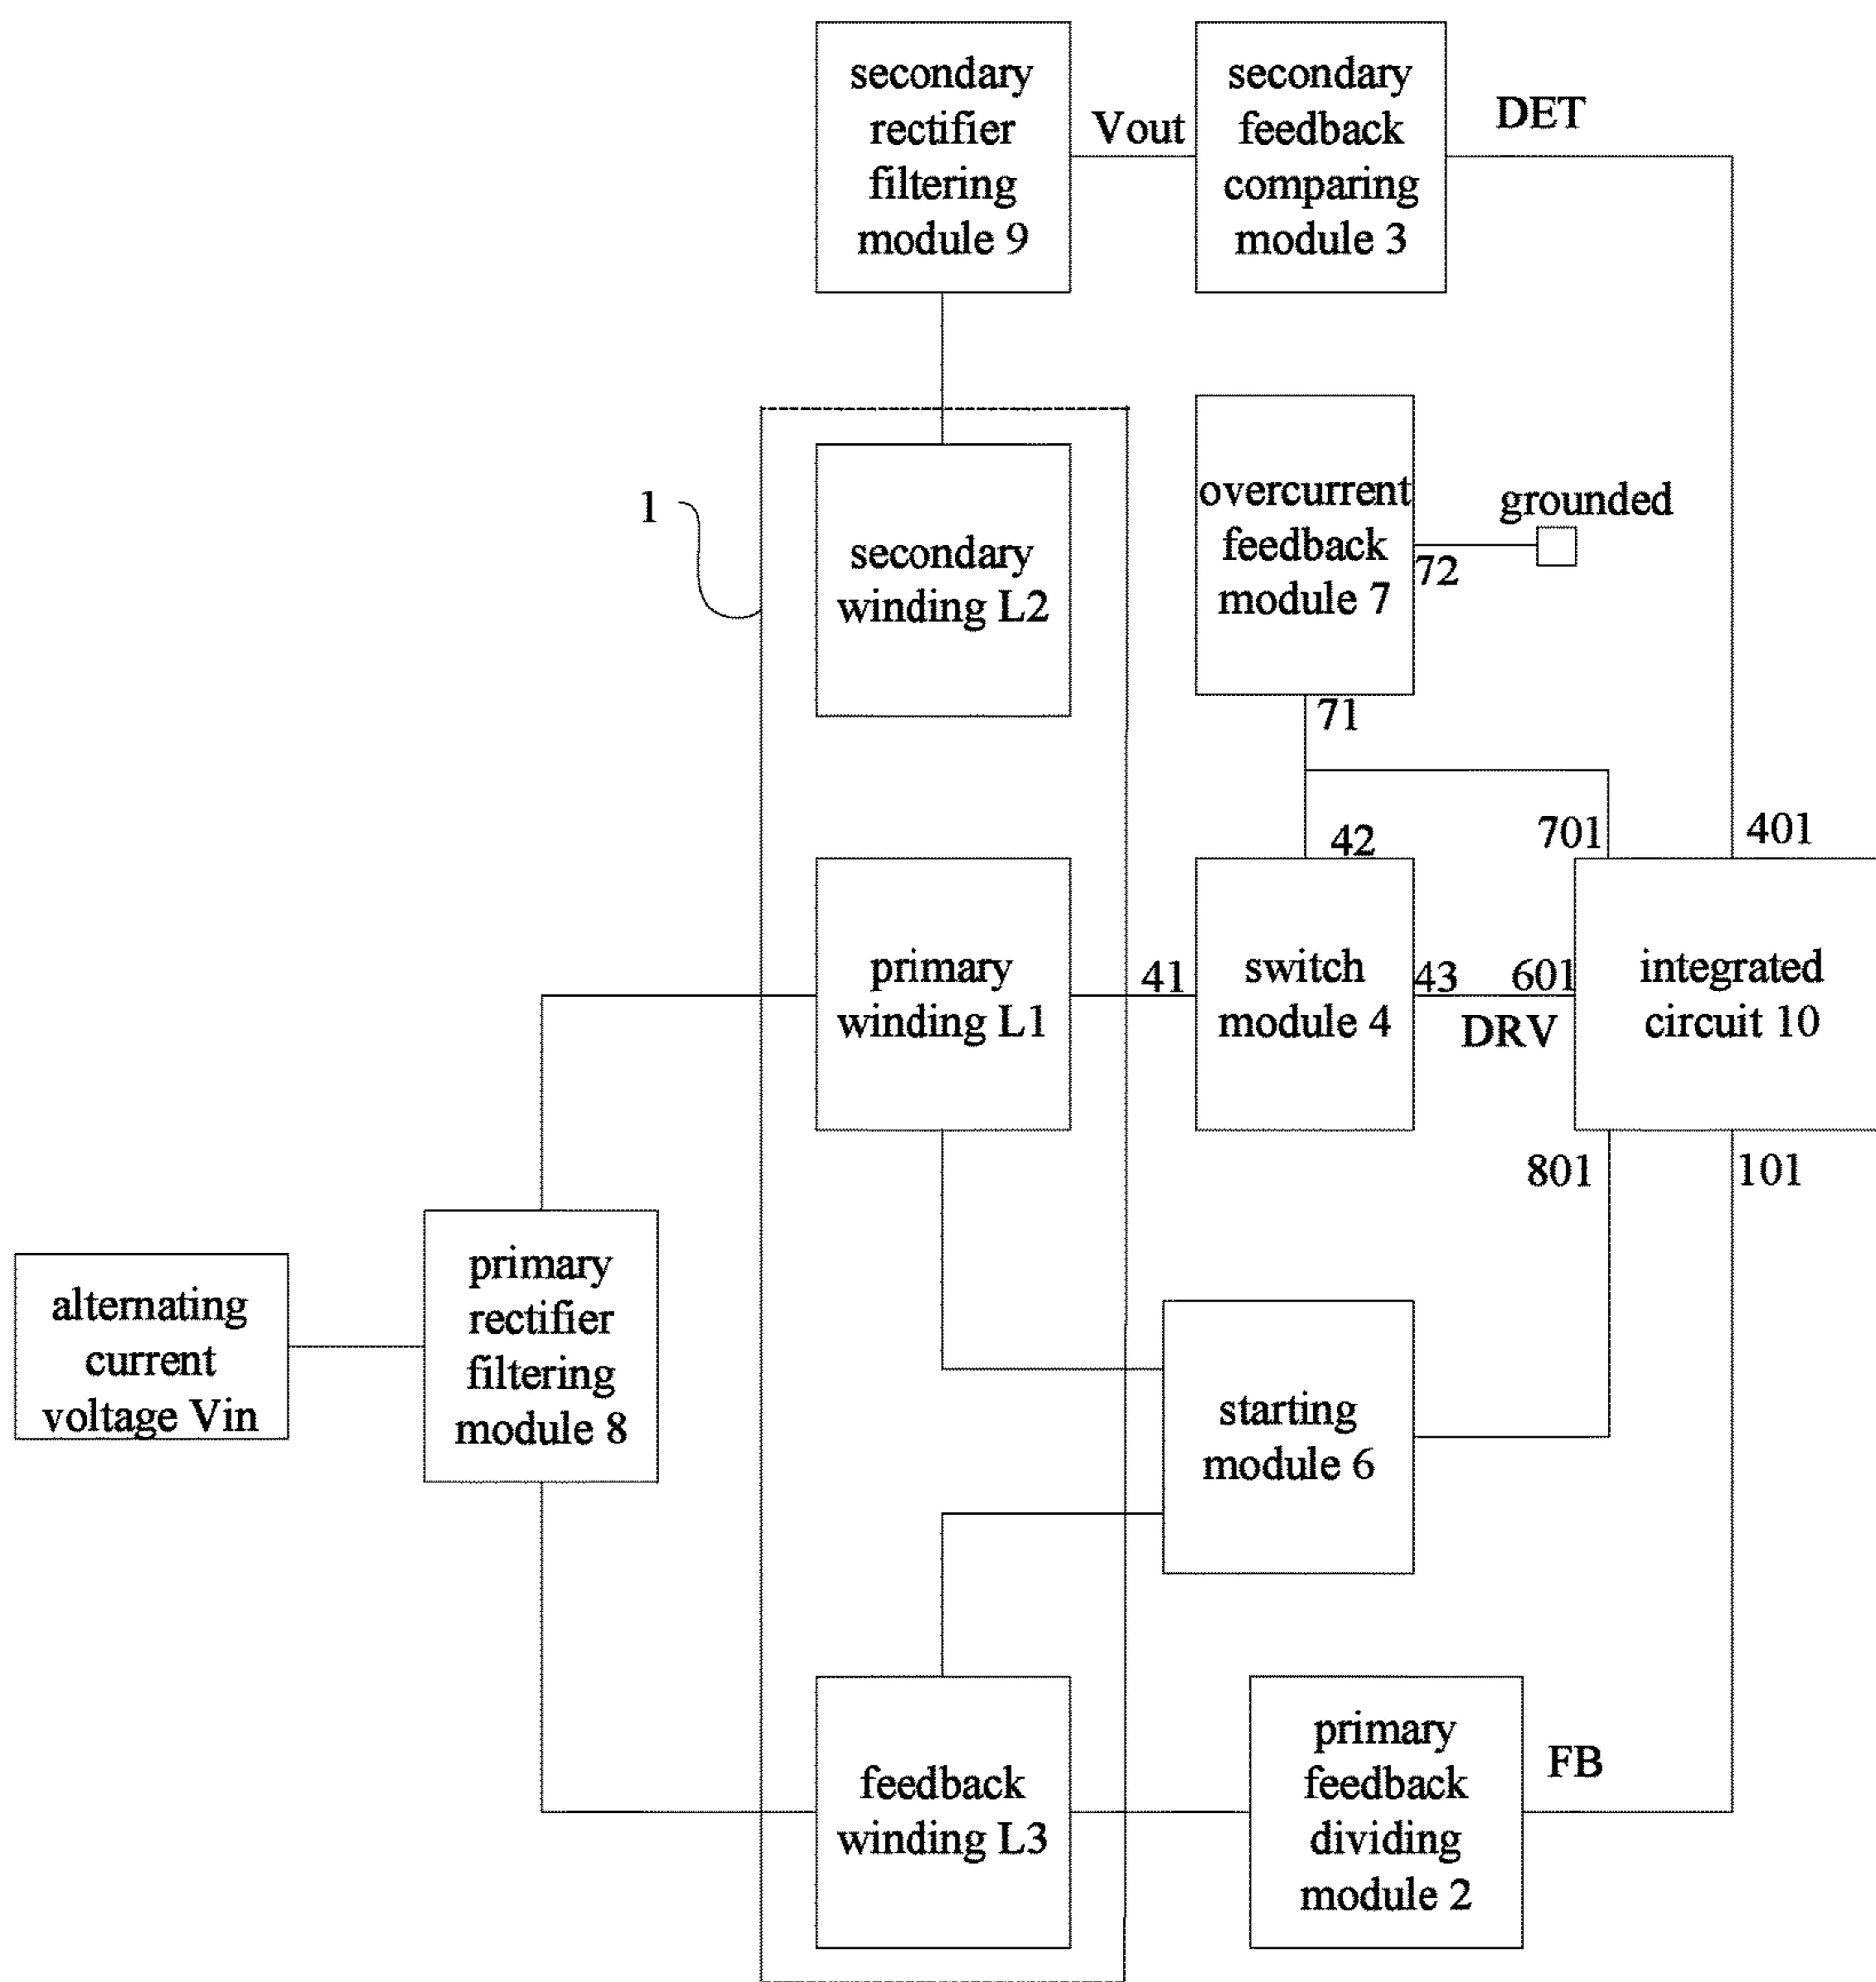 secondary
rectifier
filtering
module 9
Vout
secondary
feedback
comparing
module 3
DET
1
secondary
winding L2
overcurrent
feedback
module 7
72
grounded
71
42
701
401
primary
winding L1
41
switch
module 4
43
601
DRV
integrated
circuit 10
801
101
alternating
current
voltage Vin
primary
rectifier
filtering
module 8
starting
module 6
feedback
winding L3
primary
feedback
dividing
module 2
FB